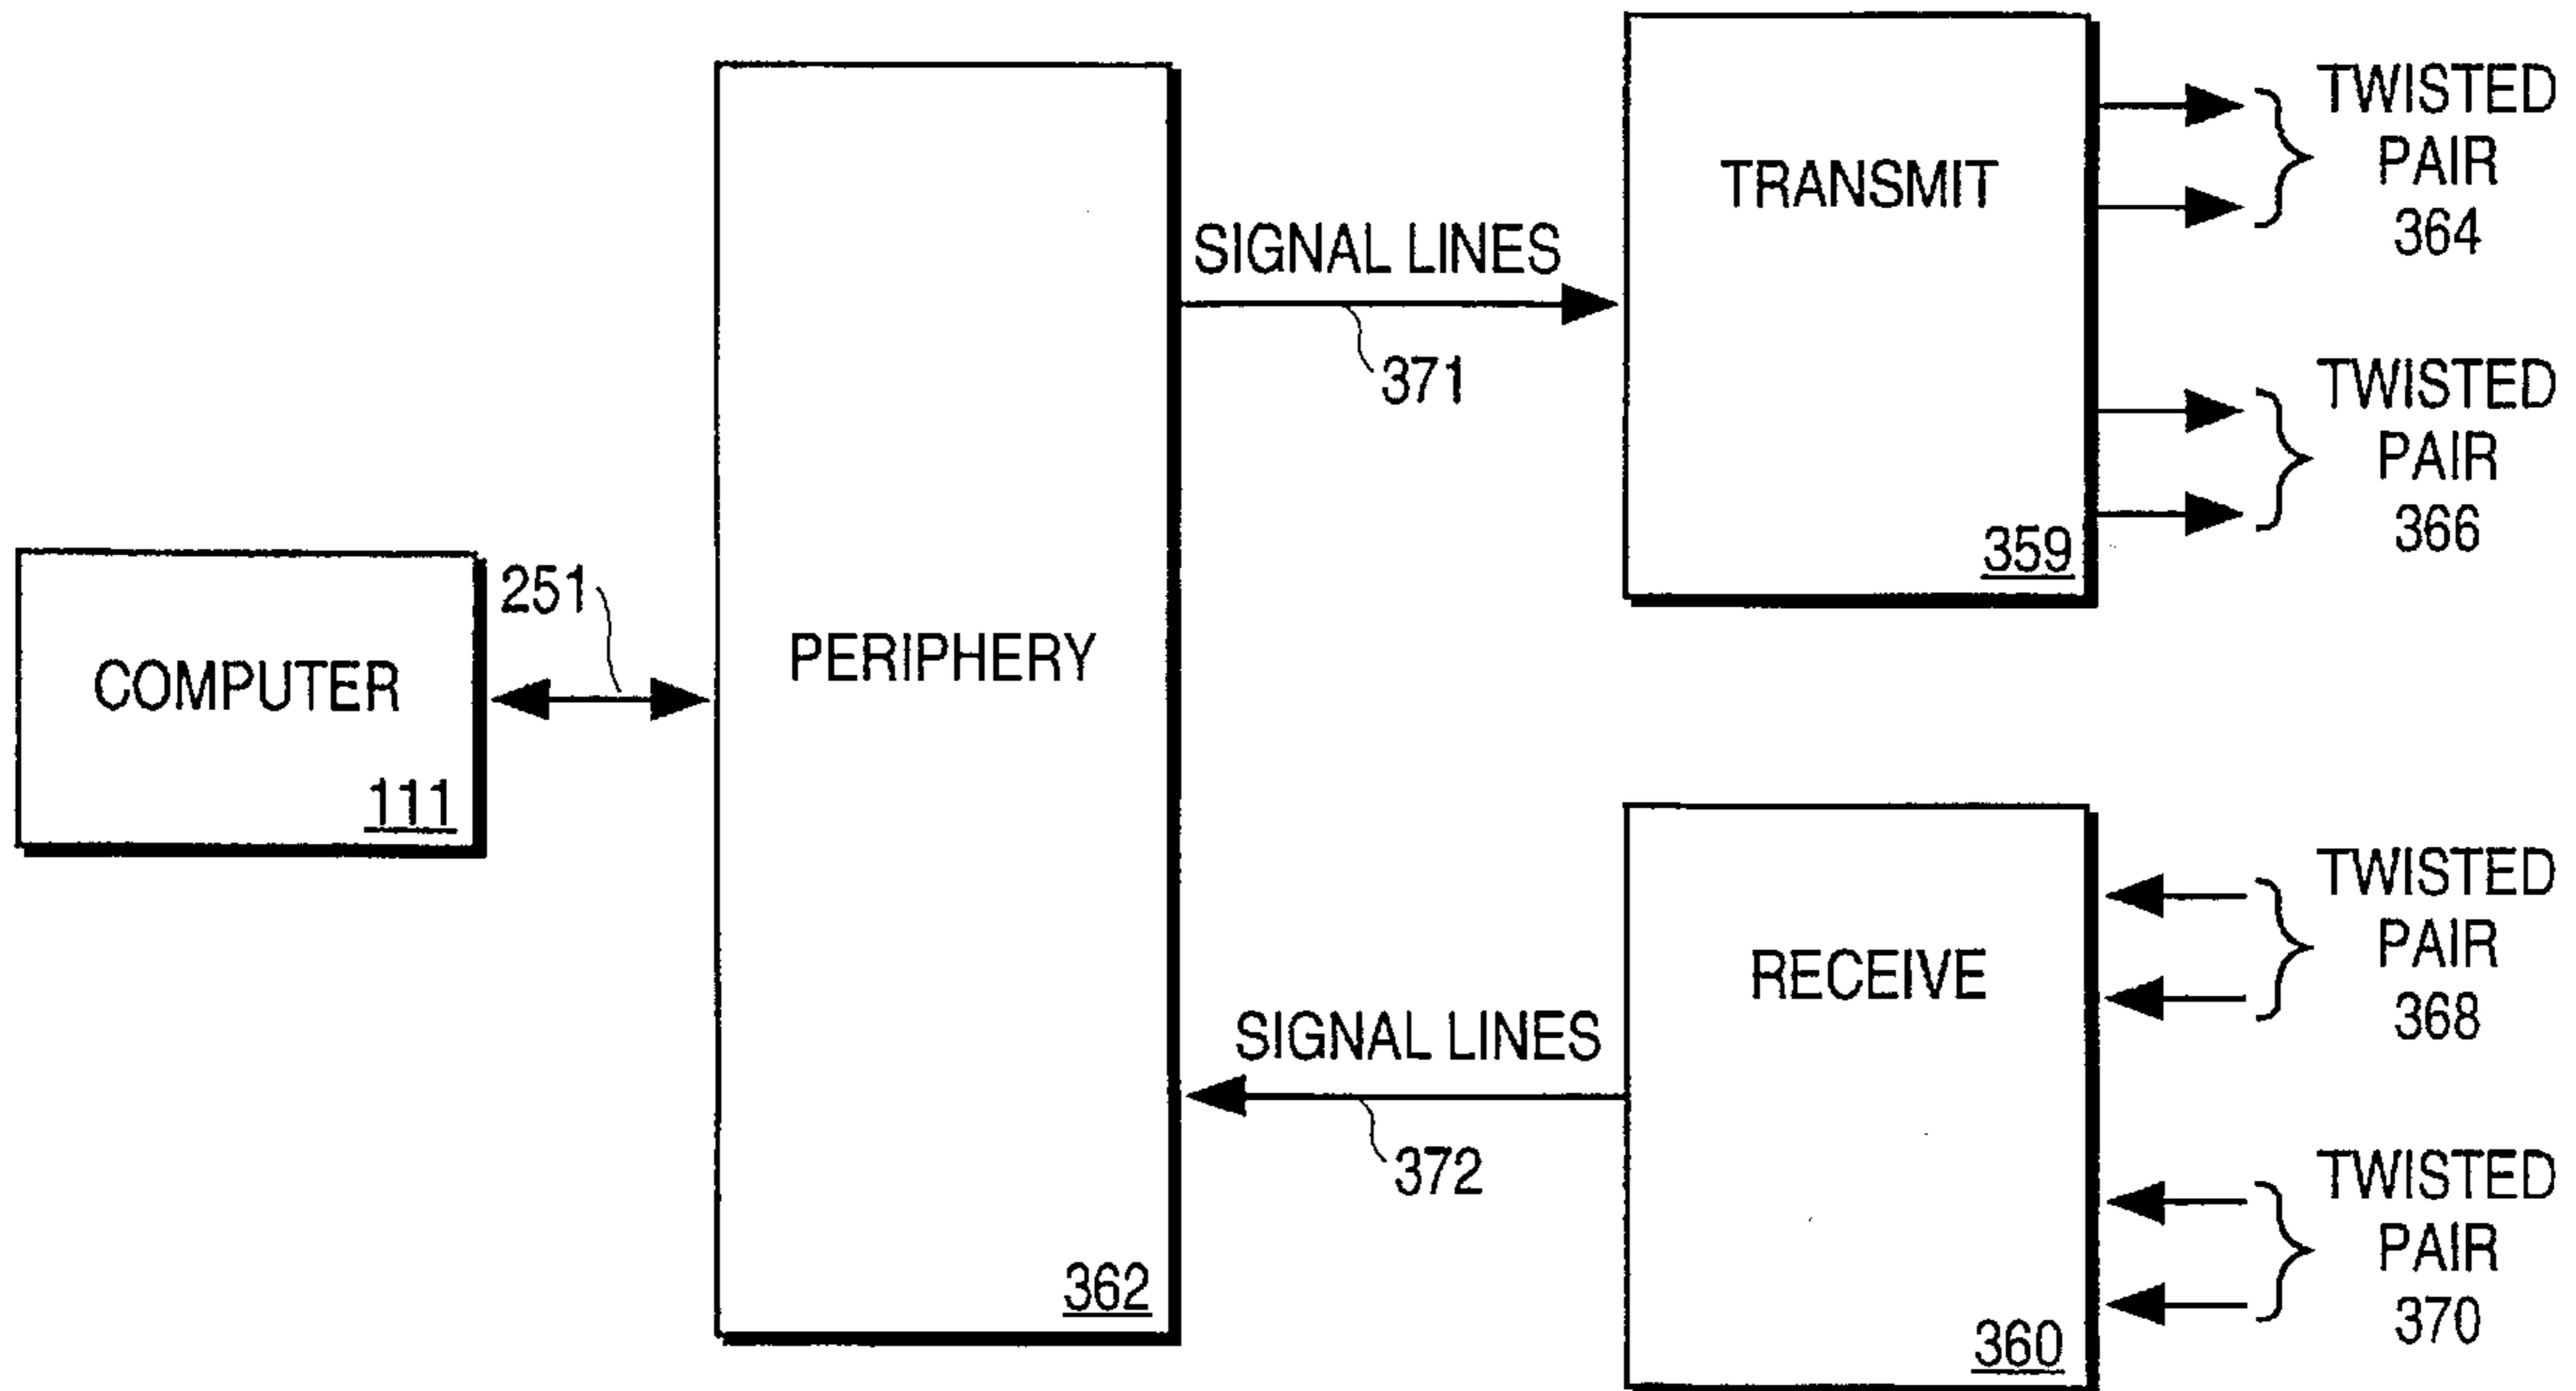 COMPUTER
111
251
PERIPHERY
362
SIGNAL LINES
371
TRANSMIT
359
TWISTED
PAIR
364
TWISTED
PAIR
366
SIGNAL LINES
372
RECEIVE
360
TWISTED
PAIR
368
TWISTED
PAIR
370